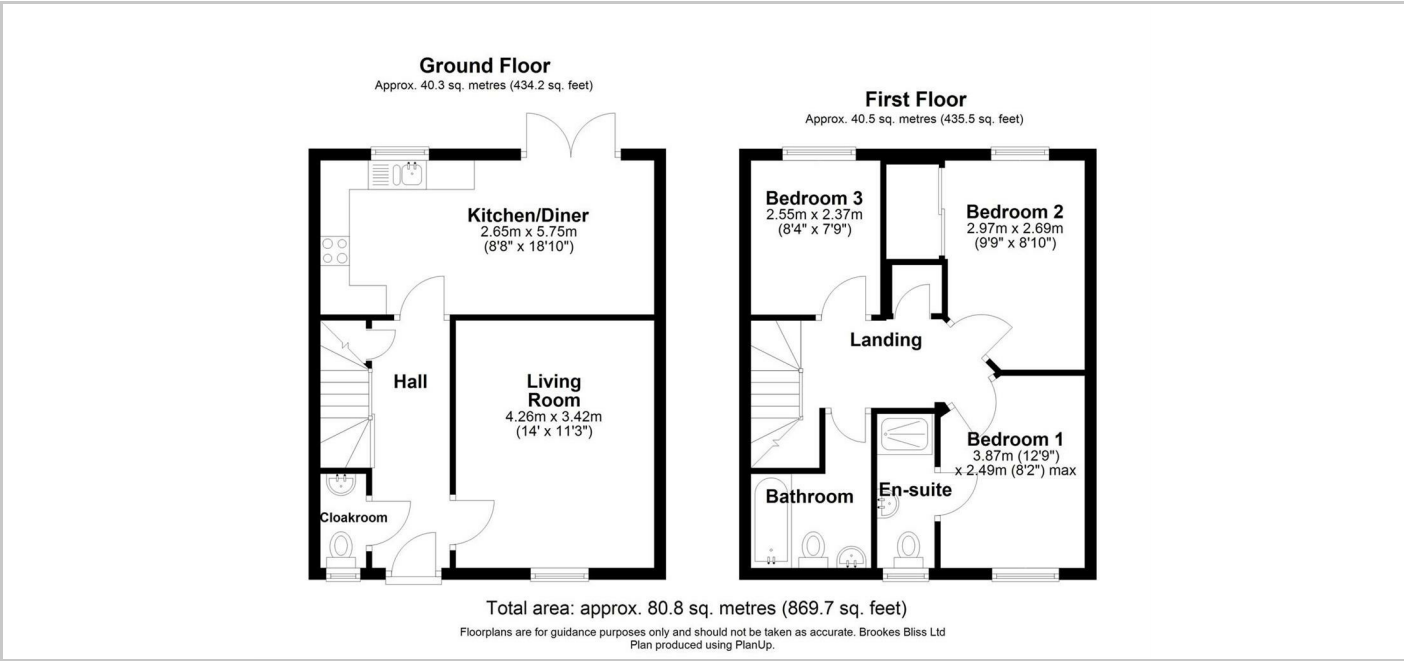 Ground Floor
Approx. 40.3 sq. metres (434.2 sq. feet)
Kitchen/Diner
2.65m x 5.75m
(8'8" x 18'10")
Hall
Living
Room
4.26m x 3.42m
(14' x 11'3")
Cloakroom
First Floor
Approx. 40.5 sq. metres (435.5 sq. feet)
Bedroom 3
2.55m x 2.37m
(8'4" x 7'9")
Bedroom 2
2.97m x 2.69m
(9'9" x 8'10")
Landing
Bedroom 1
3.87m (12'9")
x 2.49m (8'2") max
En-suite
Bathroom
Total area: approx. 80.8 sq. metres (869.7 sq. feet)
Floorplans are for guidance purposes only and should not be taken as accurate. Brookes Bliss Ltd
Plan produced using PlanUp.